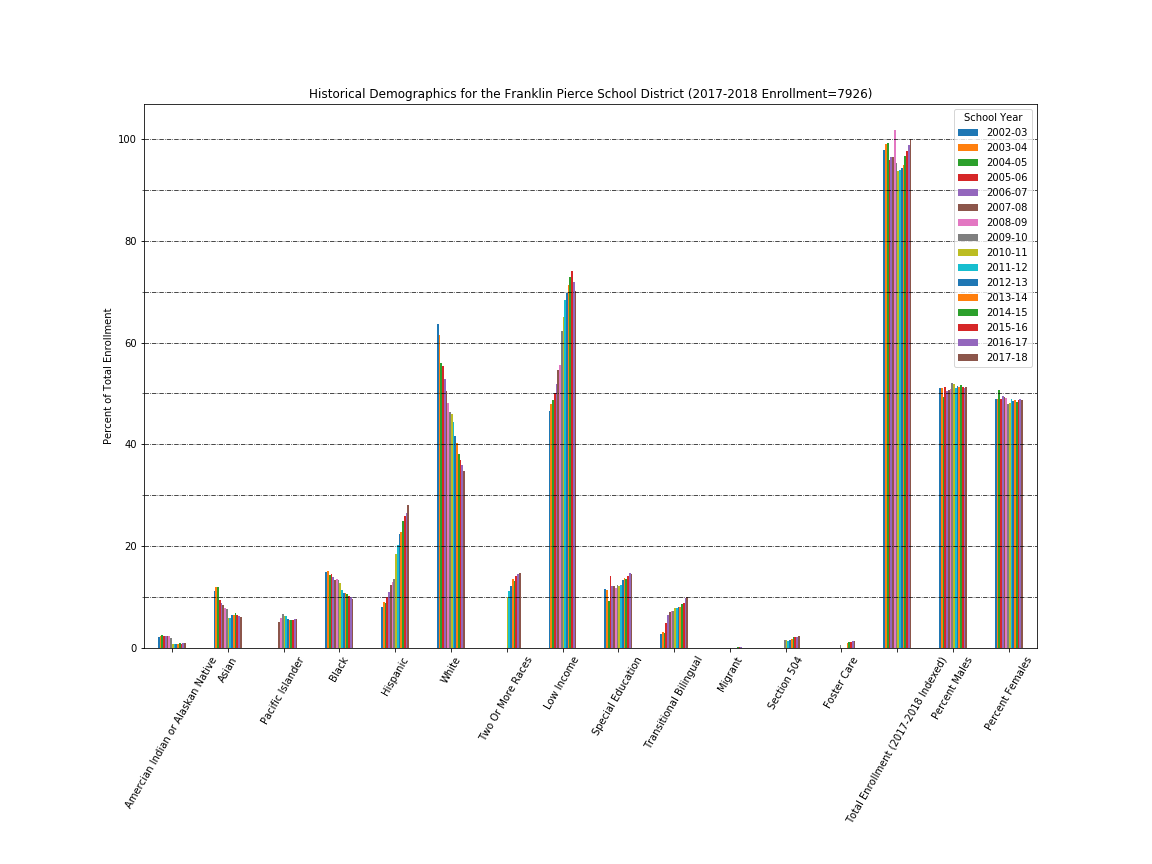 Historical Demographics for the Franklin Pierce School District (2017-2018 Enrollment=7926)
Percent of Total Enrollment
100
80
60
40
20
0
School Year
2002-03
2003-04
2004-05
2005-06
2006-07
2007-08
2008-09
2009-10
2010-11
2011-12
2012-13
2013-14
2014-15
2015-16
2016-17
2017-18
Amercian Indian or Alaskan Native
Asian
Pacific Islander
Black
Hispanic
White
Two Or More Races
Low Income
Special Education
Transitional Bilingual
Migrant
Section 504
Foster Care
Total Enrollment (2017-2018 Indexed)
Percent Males
Percent Females